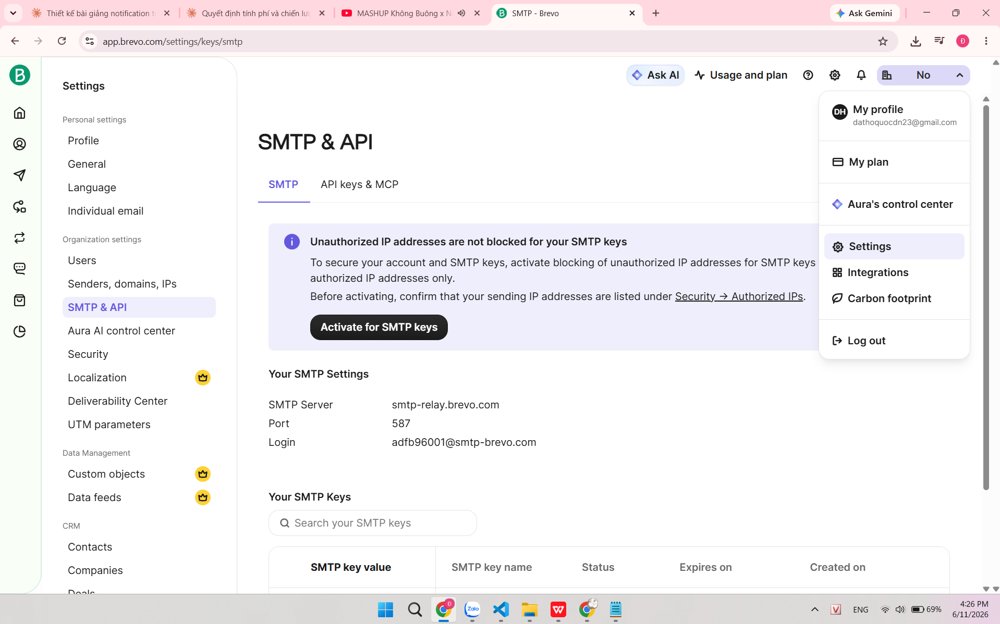 Thiết kế bài giảng notification t
Quyết định tính phí và chiến lượ
MASHUP Không Buông x N
SMTP - Brevo
Ask Gemini
app.brevo.com/settings/keys/smtp
Đ
B
Ask AI
Usage and plan
No
Settings
Personal settings
Profile
General
Language
Individual email
Organization settings
Users
Senders, domains, IPs
SMTP & API
Aura AI control center
Security
Localization
Deliverability Center
UTM parameters
Data Management
Custom objects
Data feeds
CRM
Contacts
Companies
Deals
SMTP & API
SMTP
API keys & MCP
Unauthorized IP addresses are not blocked for your SMTP keys
To secure your account and SMTP keys, activate blocking of unauthorized IP addresses for SMTP keys
authorized IP addresses only.
Before activating, confirm that your sending IP addresses are listed under Security → Authorized IPs.
Activate for SMTP keys
Your SMTP Settings
SMTP Server smtp-relay.brevo.com
Port 587
Login adfb96001@smtp-brevo.com
Your SMTP Keys
Search your SMTP keys
SMTP key value SMTP key name Status Expires on Created on
DH
My profile
dathoquocdn23@gmail.com
My plan
Aura's control center
Settings
Integrations
Carbon footprint
Log out
Đ
Zalo
ENG
69%
4:26 PM
6/11/2026